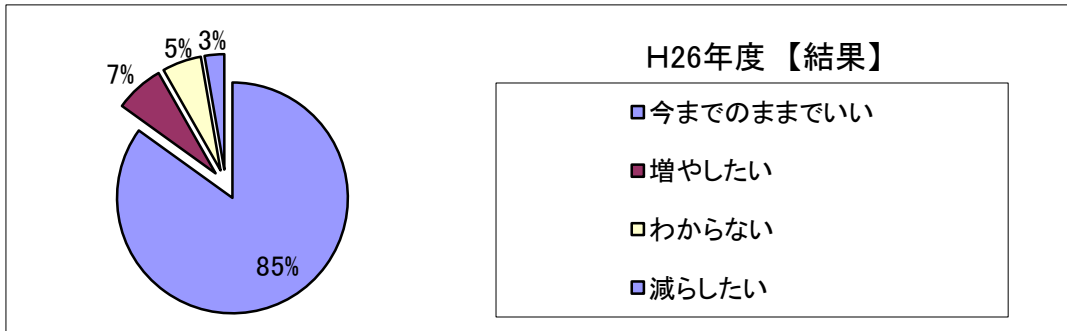 5%
3%
7%
85%
H26年度 【結果】
今までのままでいい
増やしたい
わからない
減らしたい